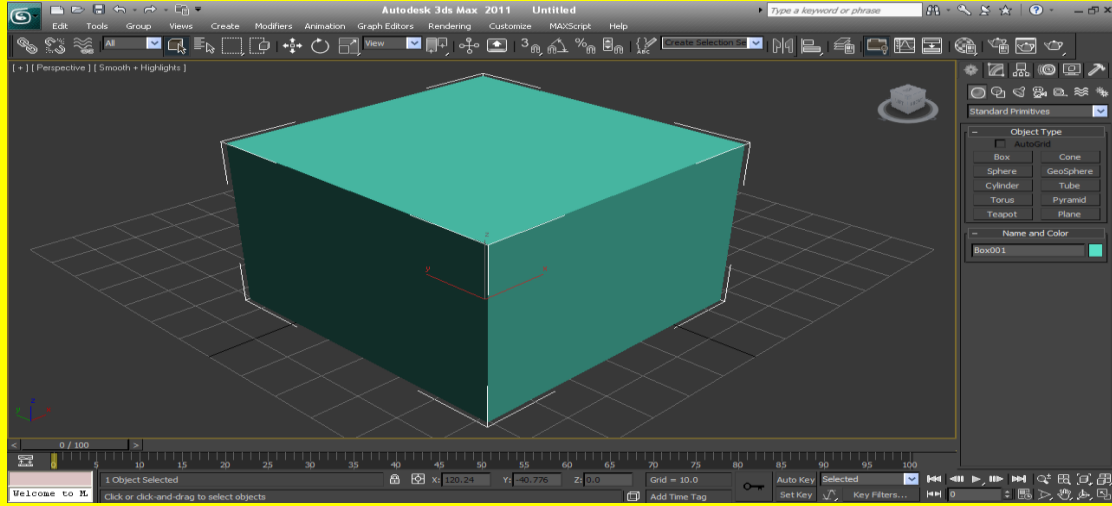 Autodesk 3ds Max 2011 Untitled
Type a keyword or phrase
Edit Tools Group Views Create Modifiers Animation Graph Editors Rendering Customize MAXScript Help
All
View
3
Create Selection Se
[ + ] [ Perspective ] [ Smooth + Highlights ]
Standard Primitives
Object Type
AutoGrid
Box Cone
Sphere GeoSphere
Cylinder Tube
Torus Pyramid
Teapot Plane
Name and Color
Box001
z
y x
z
y
0 / 100
0 5 10 15 20 25 30 35 40 45 50 55 60 65 70 75 80 85 90 95 100
1 Object Selected X: 120.24 Y: -40.776 Z: 0.0 Grid = 10.0 Auto Key Selected
Welcome to M. Click or click-and-drag to select objects Add Time Tag Set Key Key Filters... 0